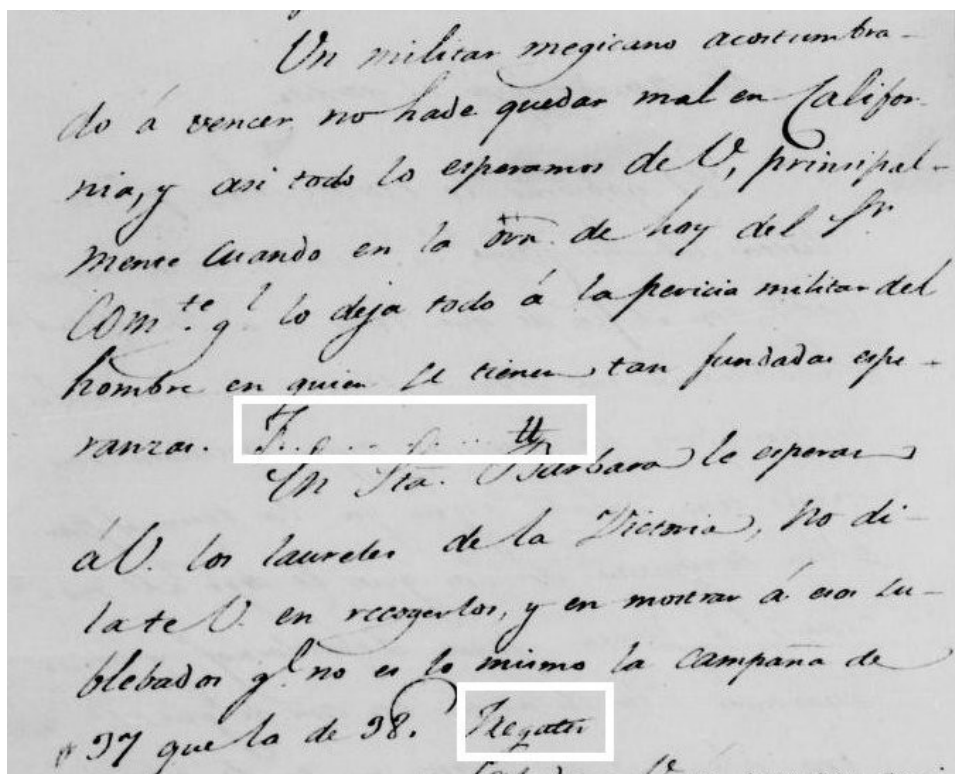 Un militar megicano acostumbra-
do á vencer, no hade quedar mal en Califor-
nia, y asi todo lo esperamos de V, principal-
mente cuando en la orn. de hoy del Sr.
Comte. gl lo deja todo á la pericia militar del
hombre en quien se tienen tan fundadas espe-
ranzas.
En Sta. Barbara le esperan
á V. los laureles de la Victoria, no di-
late V. en recogerlos, y en mostrar á esos su-
blebados q.e no es lo mismo la campaña de
37 que la de 38.